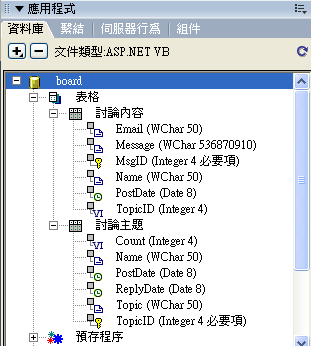 應用程式
資料庫 繫結 伺服器行爲 組件
文件類型:ASP.NET VB
board
表格
討論內容
Email (WChar 50)
Message (WChar 536870910)
MsgID (Integer 4 必要項)
Name (WChar 50)
PostDate (Date 8)
TopicID (Integer 4)
討論主題
Count (Integer 4)
Name (WChar 50)
PostDate (Date 8)
ReplyDate (Date 8)
Topic (WChar 50)
TopicID (Integer 4 必要項)
預存程序